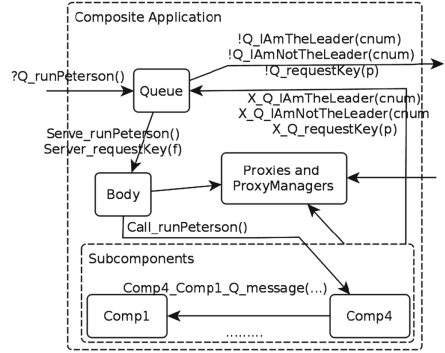 Composite Application
!Q_IAmTheLeader(cnum)
!Q_IAmNotTheLeader(cnum)
!Q_requestKey(p)
?Q_runPeterson()
Queue
X_Q_IAmTheLeader(cnum)
X_Q_IAmNotTheLeader(cnum
X_Q_requestKey(p)
Serve_runPeterson()
Server_requestKey(f)
Proxies and
ProxyManagers
Body
Call_runPeterson()
Subcomponents
Comp4_Comp1_Q_message(...)
Comp1
Comp4
.........